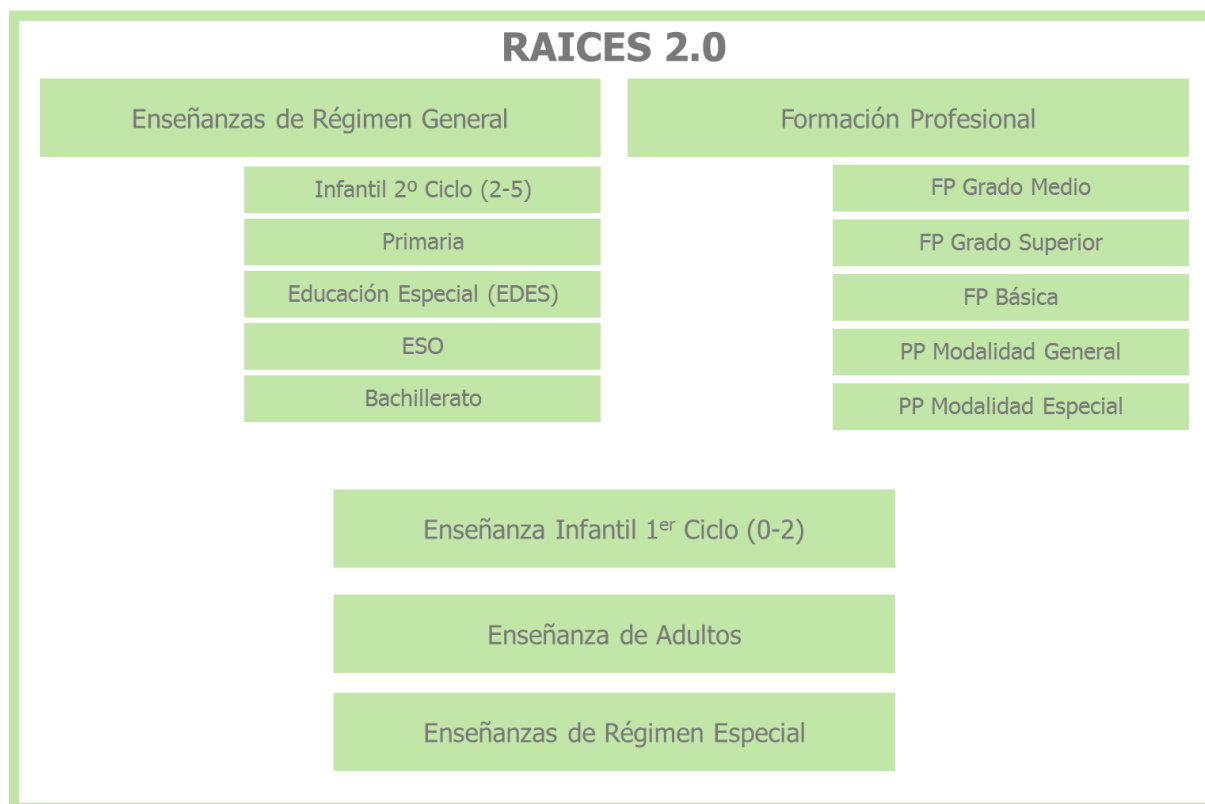 RAICES 2.0
Enseñanzas de Régimen General
Infantil 2º Ciclo (2-5)
Primaria
Educación Especial (EDES)
ESO
Bachillerato
Formación Profesional
FP Grado Medio
FP Grado Superior
FP Básica
PP Modalidad General
PP Modalidad Especial
Enseñanza Infantil 1er Ciclo (0-2)
Enseñanza de Adultos
Enseñanzas de Régimen Especial